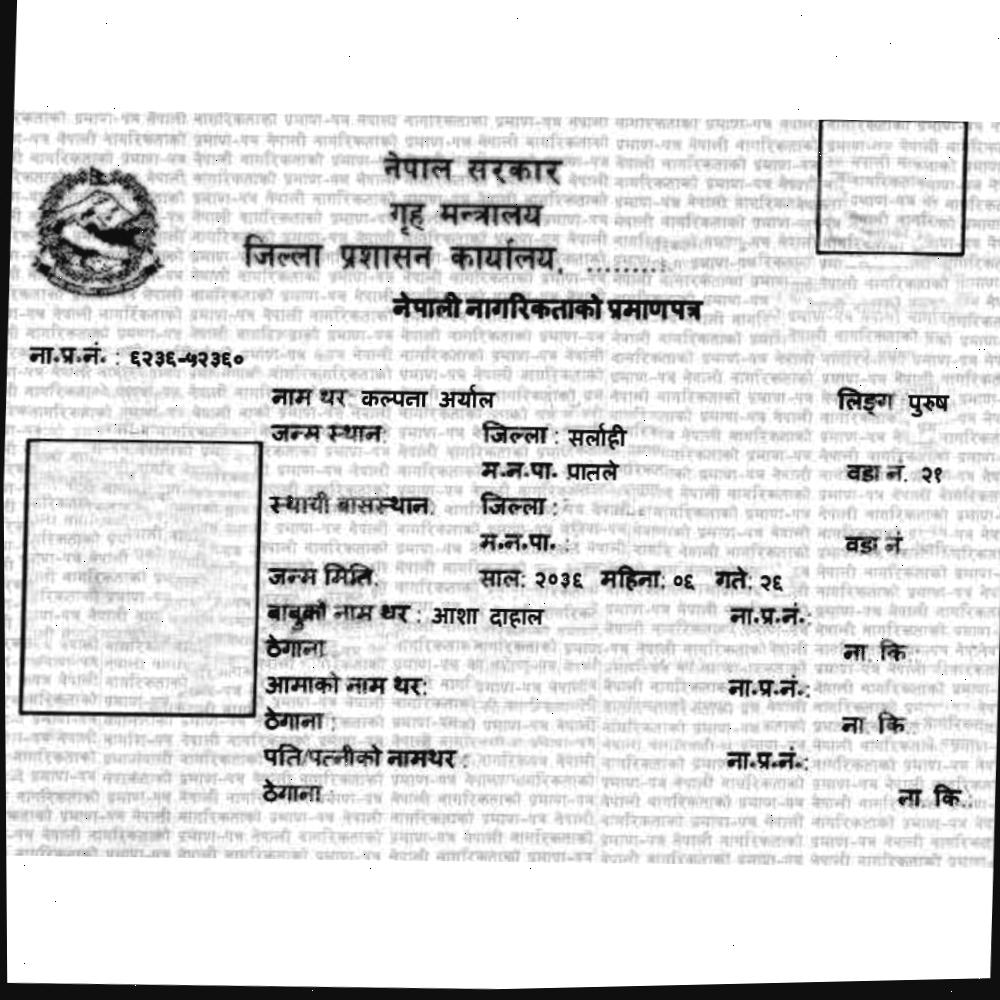 नेपाल सरकार
गृह मन्त्रालय
जिल्ला प्रशासन कार्यालय, .........
नेपाली नागरिकताको प्रमाणपत्र
ना.प्र.नं. : ६२३६-५२३६०
नाम थर: कल्पना अर्याल लिङ्ग पुरुष
जन्म स्थान: जिल्ला : सर्लाही
म.न.पा. प्रातले वडा नं. २१
स्थायी बासस्थान: जिल्ला :
म.न.पा. : वडा नं
जन्म मिति: साल: २०३६ महिना: ०६ गते: २६
बाबुको नाम थर : आशा दाहाल ना.प्र.नं.:
ठेगाना ना. कि.:
आमाको नाम थर: ना.प्र.नं.:
ठेगाना : ना. कि.:
पति/पत्नीको नामथर : ना.प्र.नं.:
ठेगाना : ना. कि.: